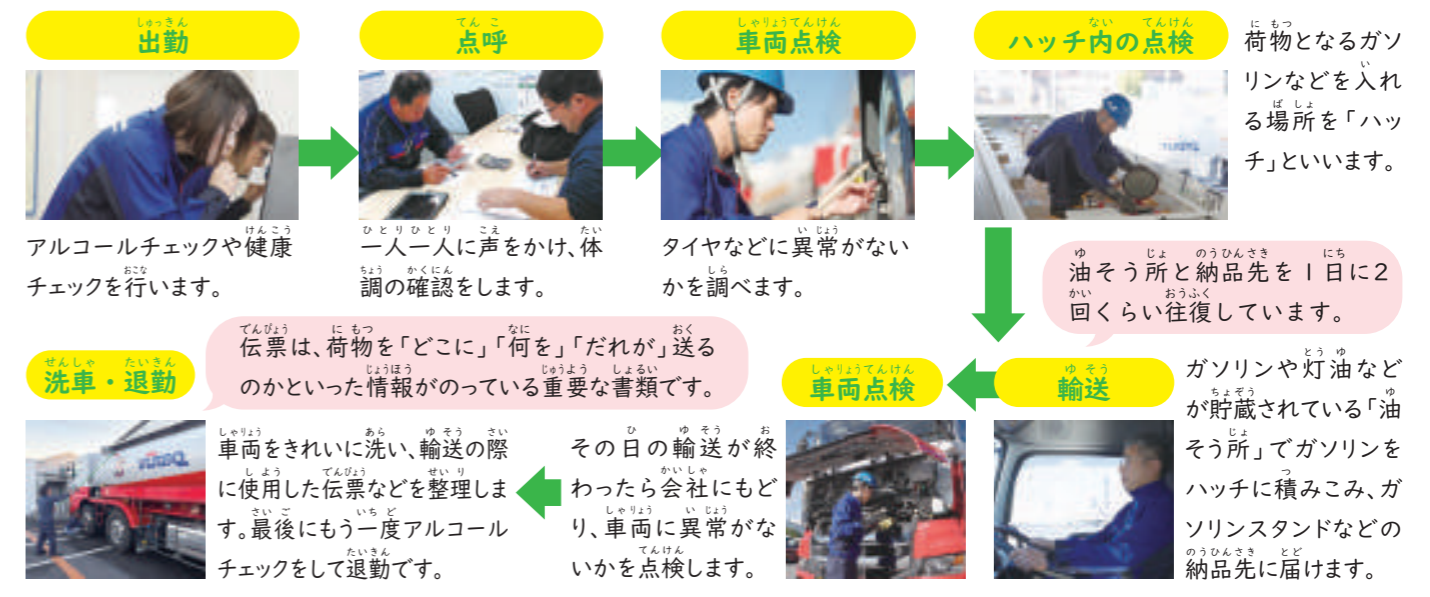 出勤
アルコールチェックや健康
チェックを行います。
点呼
一人一人に声をかけ、体
調の確認をします。
車両点検
タイヤなどに異常がない
かを調べます。
ハッチ内の点検
荷物となるガソ
リンなどを入れ
る場所を「ハッ
チ」といいます。
油そう所と納品先を1日に2
回くらい往復しています。
輸送
ガソリンや灯油など
が貯蔵されている「油
そう所」でガソリンを
ハッチに積みこみ、ガ
ソリンスタンドなどの
納品先に届けます。
車両点検
その日の輸送が終
わったら会社にもど
り、車両に異常がな
いかを点検します。
伝票は、荷物を「どこに」「何を」「だれが」送る
のかといった情報がのっている重要な書類です。
洗車・退勤
車両をきれいに洗い、輸送の際
に使用した伝票などを整理しま
す。最後にもう一度アルコール
チェックをして退勤です。